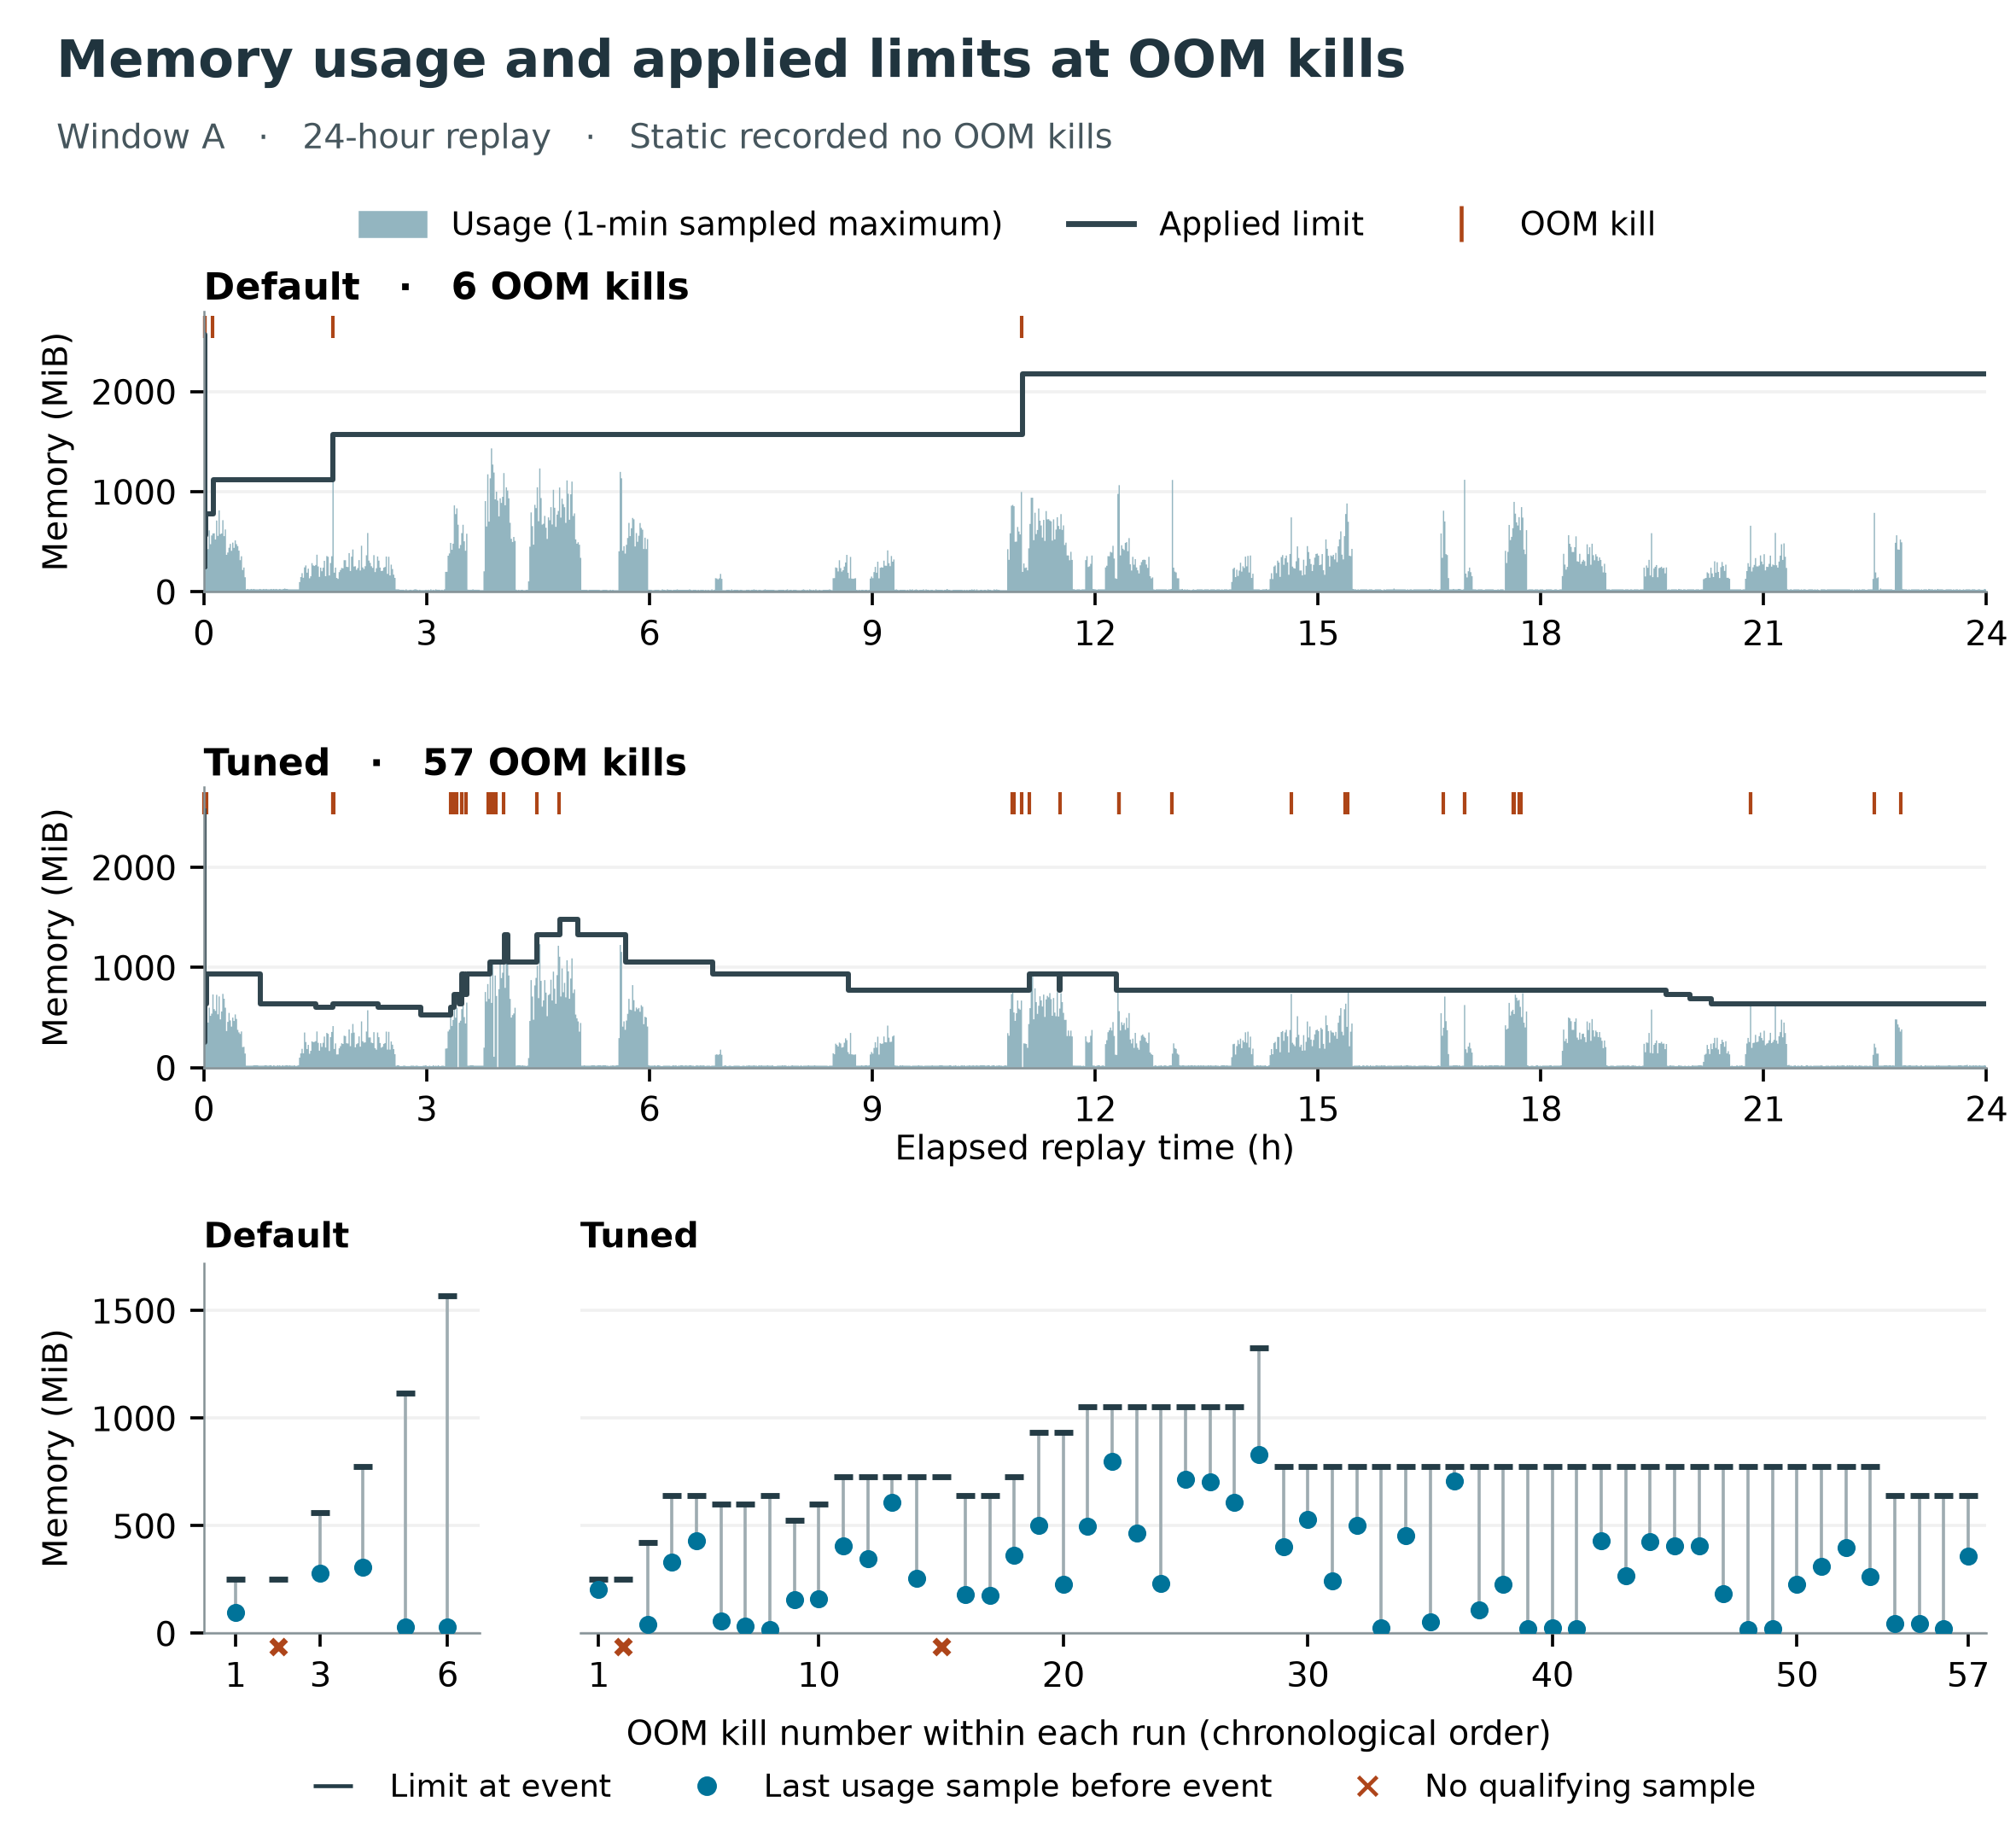 Memory usage and applied limits at OOM kills
Window A · 24-hour replay · Static recorded no OOM kills
Usage (1-min sampled maximum) Applied limit OOM kill
Default · 6 OOM kills
Memory (MiB)
2000
1000
0
0 3 6 9 12 15 18 21 24
Tuned · 57 OOM kills
Memory (MiB)
2000
1000
0
0 3 6 9 12 15 18 21 24
Elapsed replay time (h)
Default Tuned
Memory (MiB)
1500
1000
500
0
1 3 6 1 10 20 30 40 50 57
OOM kill number within each run (chronological order)
Limit at event Last usage sample before event No qualifying sample